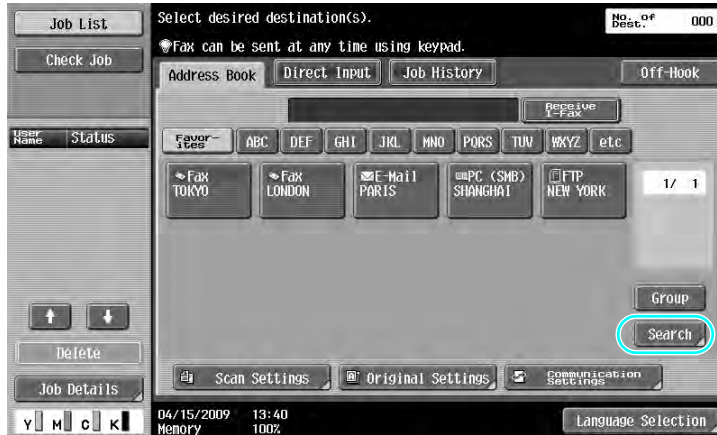 Job List
Select desired destination(s).
No. of Dest. 000
Fax can be sent at any time using keypad.
Check Job
Address Book
Direct Input
Job History
Off-Hook
Receive
I-Fax
User Name
Status
Favor-
ites
ABC
DEF
GHI
JKL
MNO
PQRS
TUV
WXYZ
etc
Fax
TOKYO
Fax
LONDON
E-Mail
PARIS
PC (SMB)
SHANGHAI
FTP
NEW YORK
1/ 1
Group
Search
Delete
Job Details
Scan Settings
Original Settings
Communication
Settings
Y M C K
04/15/2009 13:40
Memory 100%
Language Selection